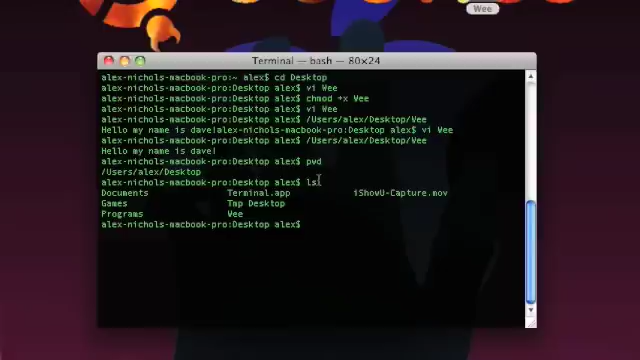 Wee
Terminal — bash — 80×24
alex-nichols-macbook-pro:~ alex$ cd Desktop
alex-nichols-macbook-pro:Desktop alex$ vi Wee
alex-nichols-macbook-pro:Desktop alex$ chmod +x Wee
alex-nichols-macbook-pro:Desktop alex$ vi Wee
alex-nichols-macbook-pro:Desktop alex$ /Users/alex/Desktop/Wee
Hello my name is dave!alex-nichols-macbook-pro:Desktop alex$ vi Wee
alex-nichols-macbook-pro:Desktop alex$ /Users/alex/Desktop/Wee
Hello my name is dave!
alex-nichols-macbook-pro:Desktop alex$ pwd
/Users/alex/Desktop
alex-nichols-macbook-pro:Desktop alex$ ls
Documents Terminal.app iShowU-Capture.mov
Games Tmp Desktop
Programs Wee
alex-nichols-macbook-pro:Desktop alex$